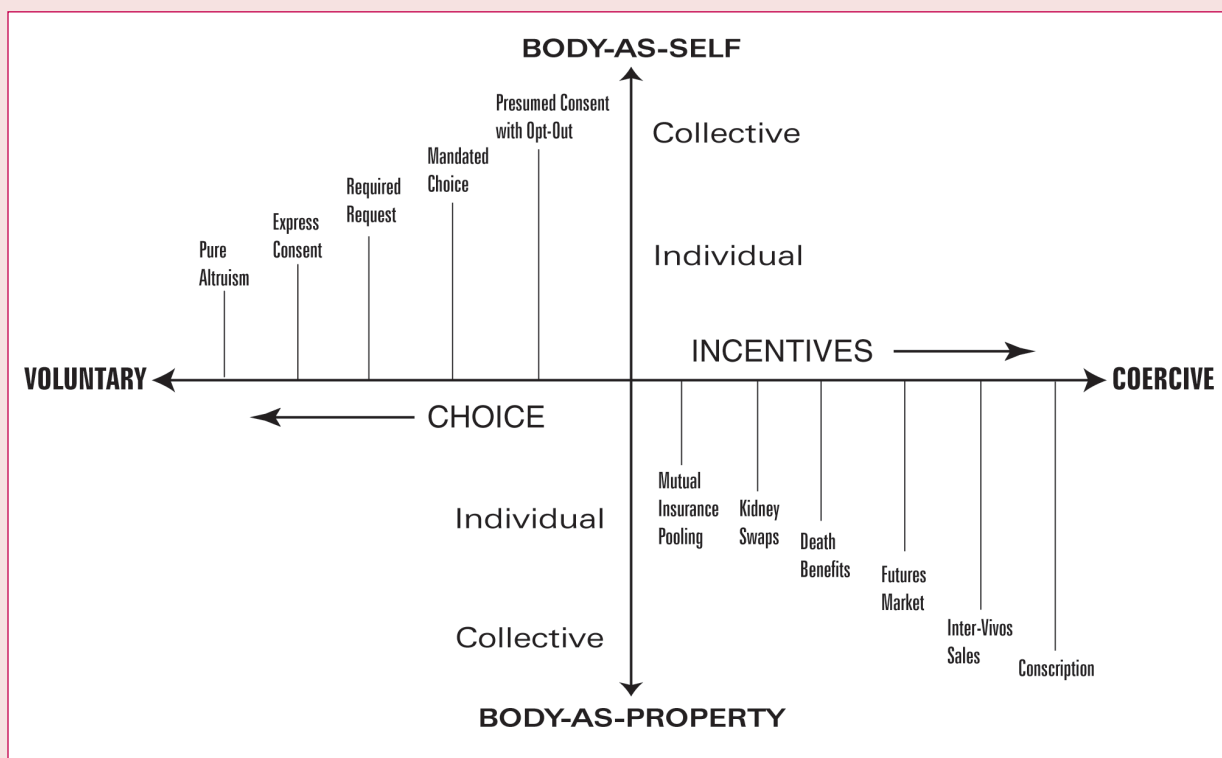 BODY-AS-SELF
Presumed Consent
with Opt-Out
Collective
Mandated
Choice
Required
Request
Express
Consent
Pure
Altruism
Individual
INCENTIVES
VOLUNTARY
COERCIVE
CHOICE
Mutual
Insurance
Pooling
Kidney
Swaps
Death
Benefits
Futures
Market
Inter-Vivos
Sales
Conscription
Individual
Collective
BODY-AS-PROPERTY